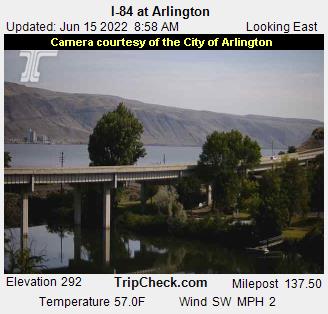 I-84 at Arlington
Updated: Jun 15 2022 8:58 AM Looking East
Camera courtesy of the City of Arlington
Elevation 292 TripCheck.com Milepost 137.50
Temperature 57.0F Wind SW MPH 2